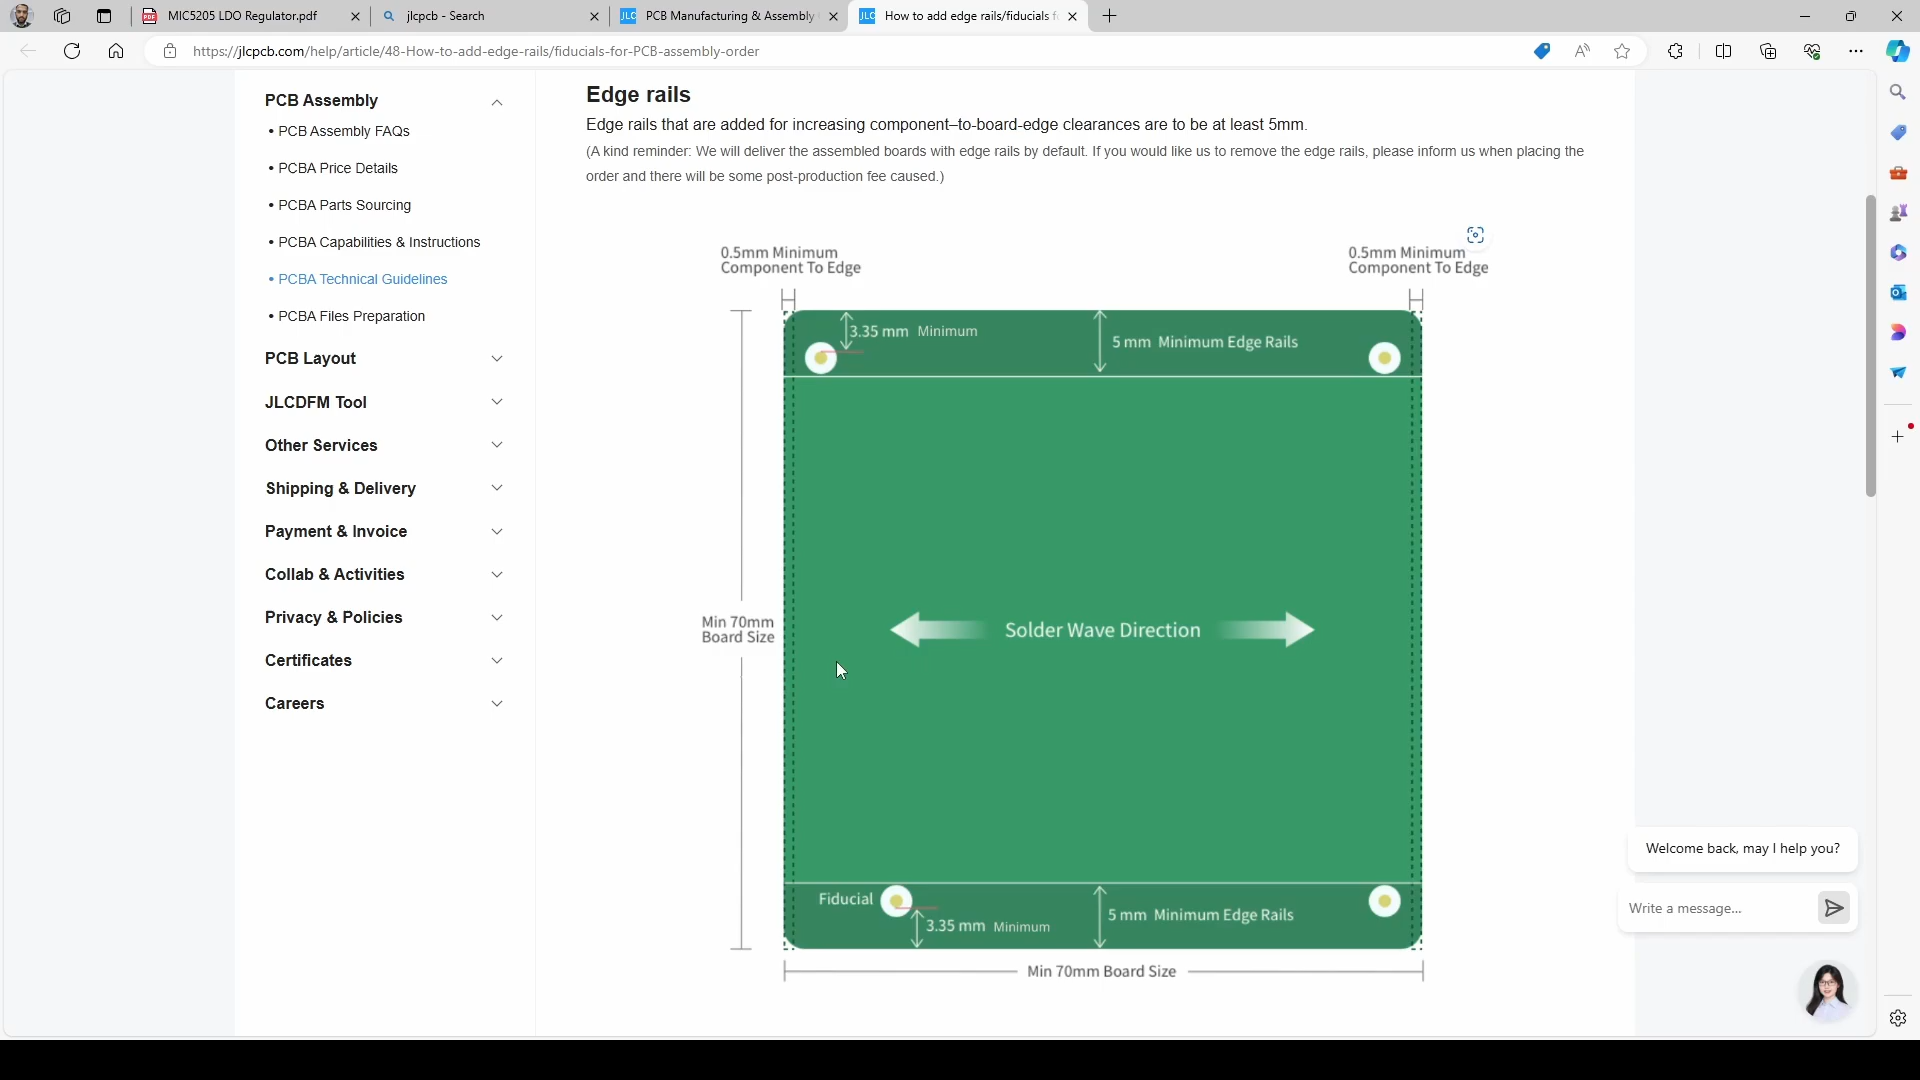 MIC5205 LDO Regulator.pdf
jlcpcb - Search
PCB Manufacturing & Assembly
How to add edge rails/fiducials f
https://jlcpcb.com/help/article/48-How-to-add-edge-rails/fiducials-for-PCB-assembly-order
PCB Assembly
• PCB Assembly FAQs
• PCBA Price Details
• PCBA Parts Sourcing
• PCBA Capabilities & Instructions
• PCBA Technical Guidelines
• PCBA Files Preparation
PCB Layout
JLCDFM Tool
Other Services
Shipping & Delivery
Payment & Invoice
Collab & Activities
Privacy & Policies
Certificates
Careers
Edge rails
Edge rails that are added for increasing component–to-board-edge clearances are to be at least 5mm.
(A kind reminder: We will deliver the assembled boards with edge rails by default. If you would like us to remove the edge rails, please inform us when placing the
order and there will be some post-production fee caused.)
0.5mm Minimum
Component To Edge
0.5mm Minimum
Component To Edge
3.35 mm Minimum
5 mm Minimum Edge Rails
Min 70mm
Board Size
Solder Wave Direction
Fiducial
3.35 mm Minimum
5 mm Minimum Edge Rails
Min 70mm Board Size
Welcome back, may I help you?
Write a message...